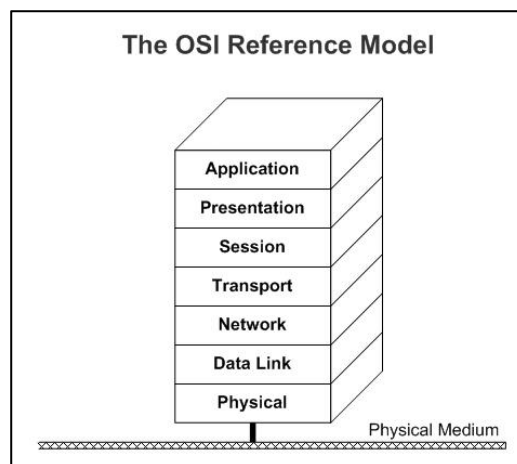 The OSI Reference Model
Application
Presentation
Session
Transport
Network
Data Link
Physical
Physical Medium